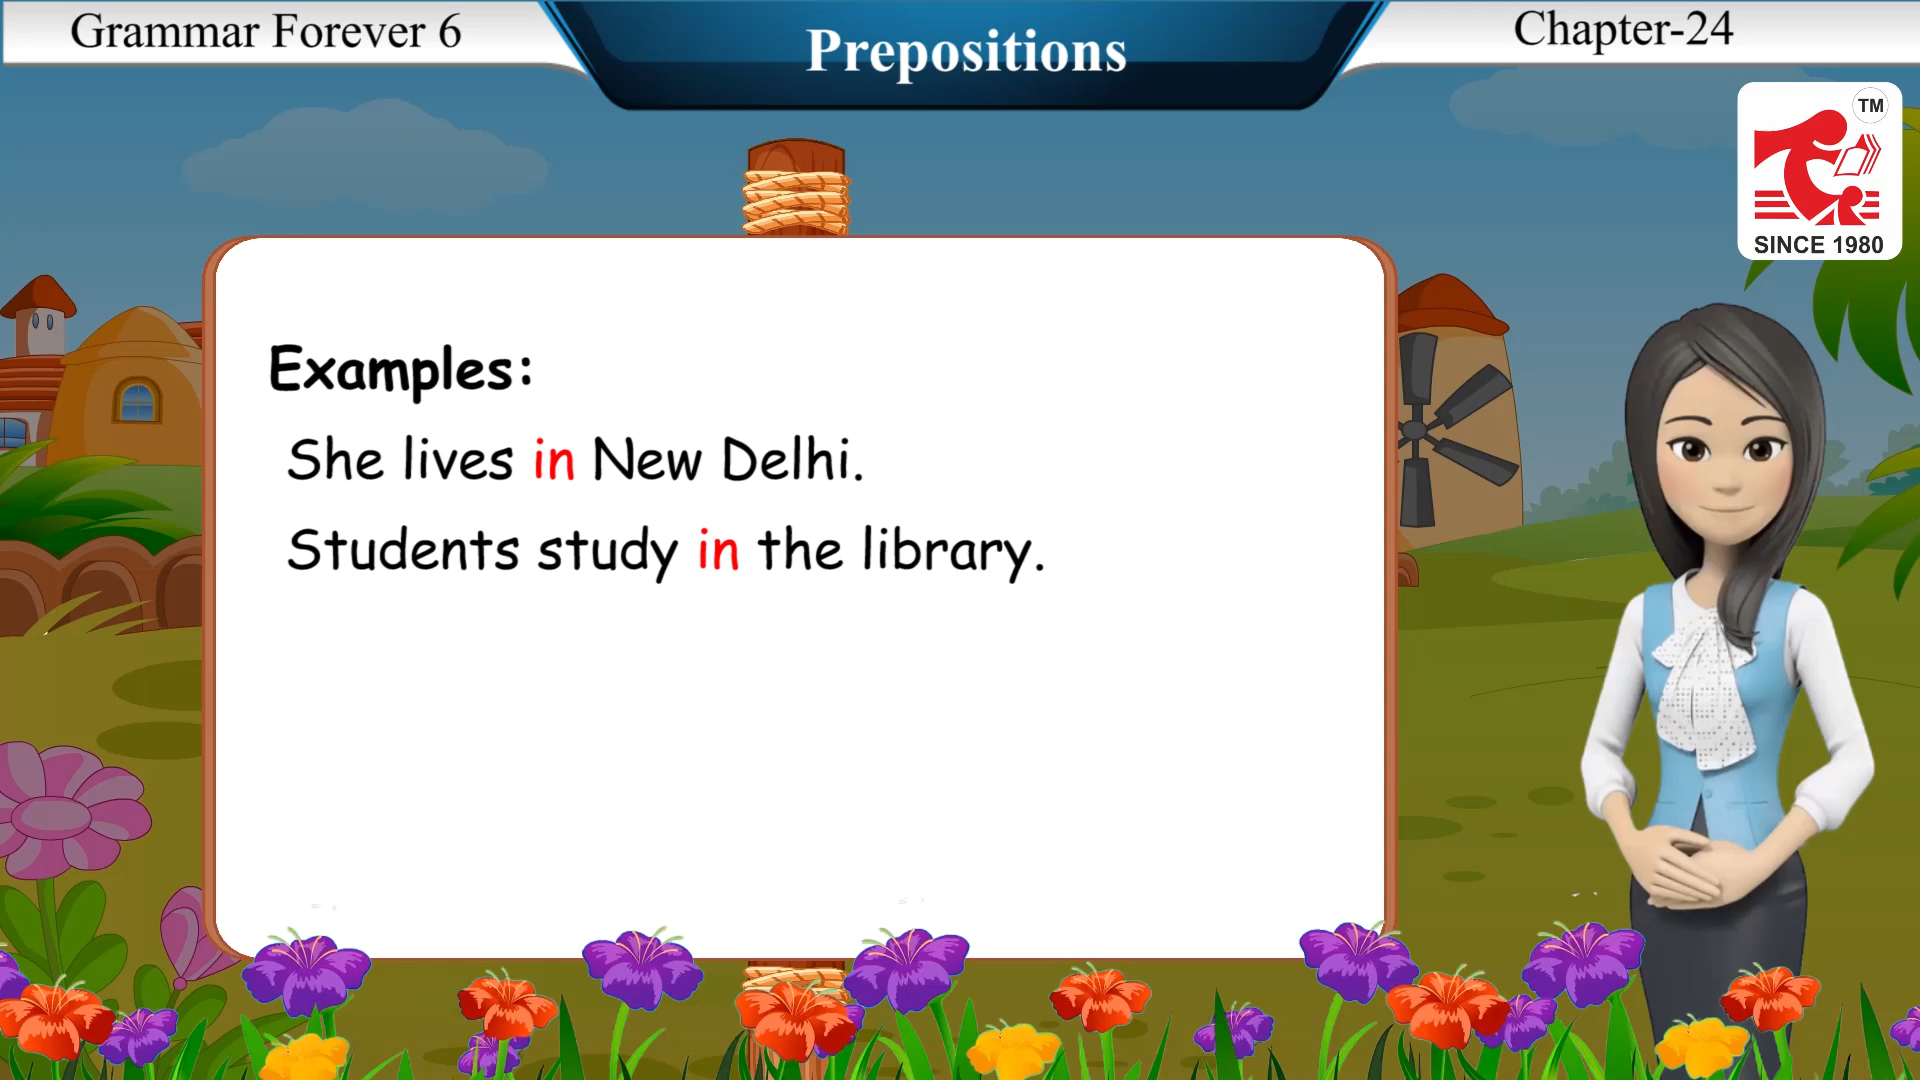 Grammar Forever 6
Prepositions
Chapter-24
TM
SINCE 1980
Examples:
She lives in New Delhi.
Students study in the library.